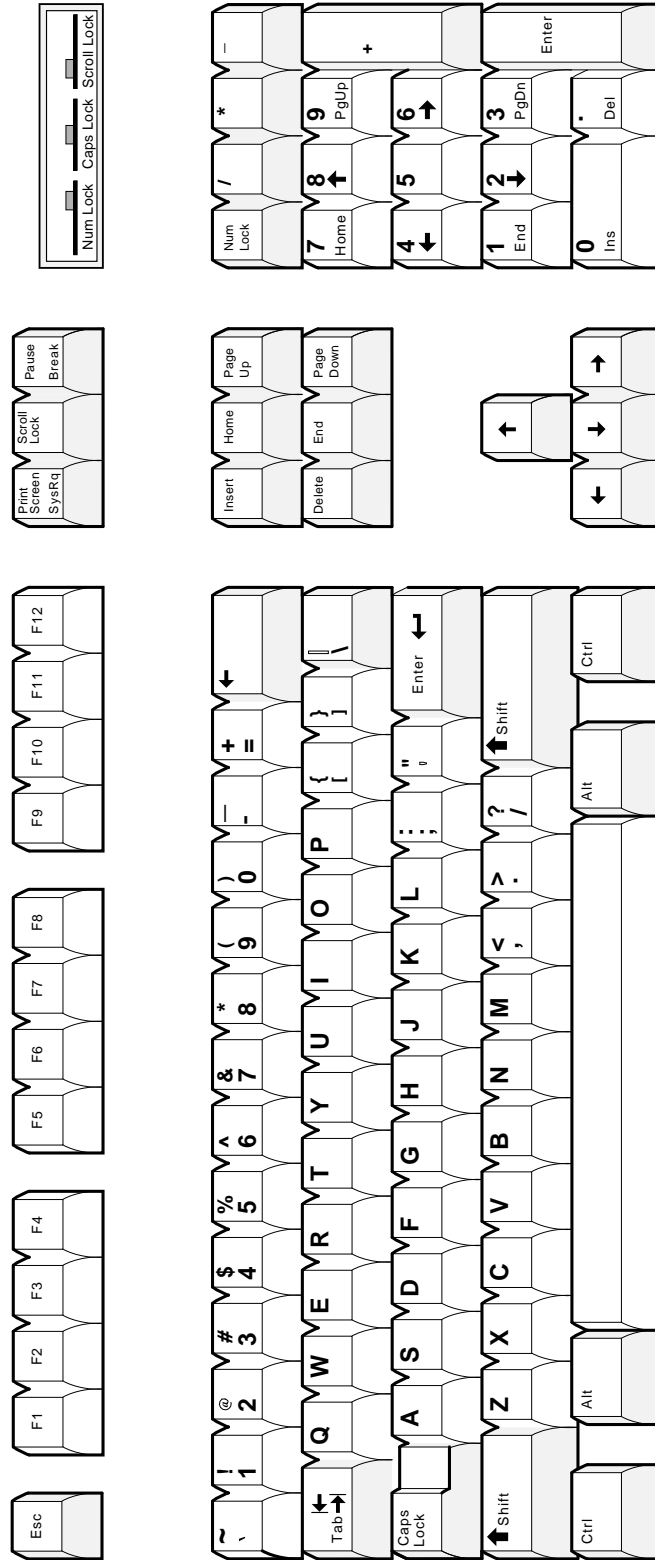 Esc F1 F2 F3 F4 F5 F6 F7 F8 F9 F10 F11 F12
Print Screen SysRq
Scroll Lock
Pause Break
Num Lock Caps Lock Scroll Lock
~ ! @ # $ % ^ & * ( ) _ +
` 1 2 3 4 5 6 7 8 9 0 - = ←
Insert Home Page Up
Num Lock / * −
Tab Q W E R T Y U I O P { [ } ] | \
Delete End Page Down
7 Home 8 ↑ 9 PgUp +
Caps Lock A S D F G H J K L : ; " ' Enter ↵
4 ← 5 6 →
⬆ Shift Z X C V B N M < , > . ? / ⬆ Shift
↑
1 End 2 ↓ 3 PgDn Enter
Ctrl Alt Alt Ctrl
← ↓ →
0 Ins . Del